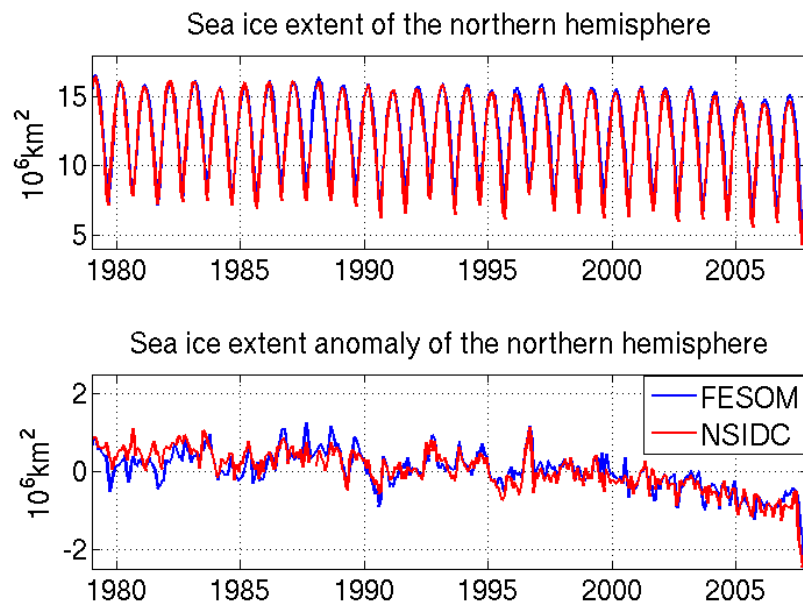 Sea ice extent of the northern hemisphere
10⁶km²
15
10
5
1980 1985 1990 1995 2000 2005
Sea ice extent anomaly of the northern hemisphere
10⁶km²
2
0
-2
FESOM
NSIDC
1980 1985 1990 1995 2000 2005